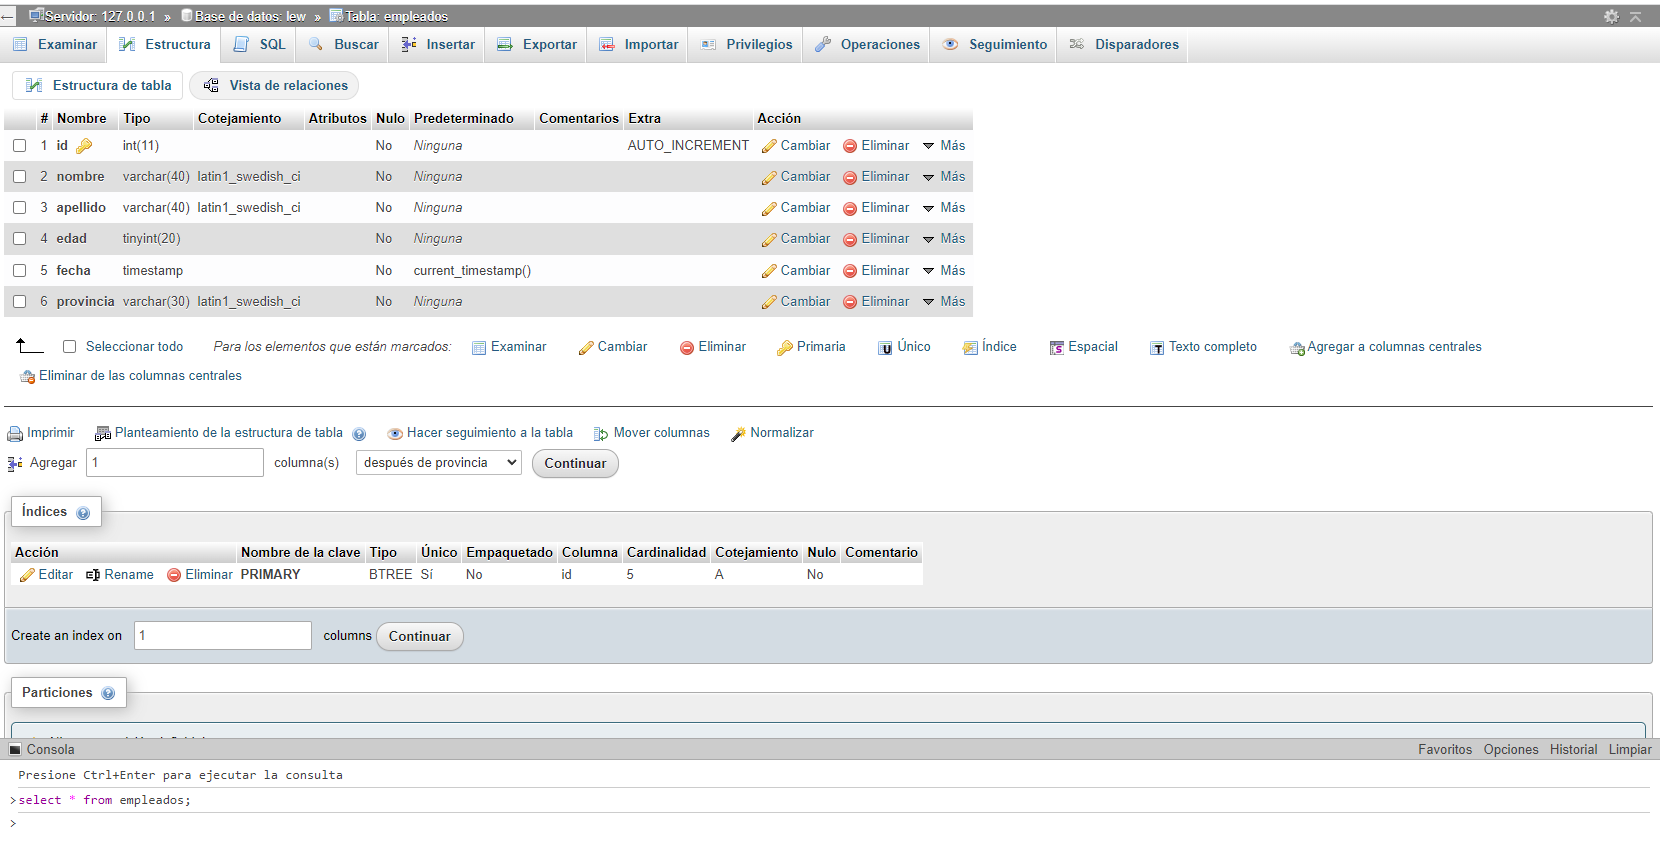 Servidor: 127.0.0.1 » Base de datos: lew » Tabla: empleados
Examinar Estructura SQL Buscar Insertar Exportar Importar Privilegios Operaciones Seguimiento Disparadores
Estructura de tabla Vista de relaciones
# Nombre Tipo Cotejamiento Atributos Nulo Predeterminado Comentarios Extra Acción
1 id int(11) No Ninguna AUTO_INCREMENT Cambiar Eliminar Más
2 nombre varchar(40) latin1_swedish_ci No Ninguna Cambiar Eliminar Más
3 apellido varchar(40) latin1_swedish_ci No Ninguna Cambiar Eliminar Más
4 edad tinyint(20) No Ninguna Cambiar Eliminar Más
5 fecha timestamp No current_timestamp() Cambiar Eliminar Más
6 provincia varchar(30) latin1_swedish_ci No Ninguna Cambiar Eliminar Más
Seleccionar todo Para los elementos que están marcados: Examinar Cambiar Eliminar Primaria Único Índice Espacial Texto completo Agregar a columnas centrales
Eliminar de las columnas centrales
Imprimir Planteamiento de la estructura de tabla Hacer seguimiento a la tabla Mover columnas Normalizar
Agregar 1 columna(s) después de provincia Continuar
Índices
Acción Nombre de la clave Tipo Único Empaquetado Columna Cardinalidad Cotejamiento Nulo Comentario
Editar Rename Eliminar PRIMARY BTREE Sí No id 5 A No
Create an index on 1 columns Continuar
Particiones
Consola Favoritos Opciones Historial Limpiar
Presione Ctrl+Enter para ejecutar la consulta
>select * from empleados;
>